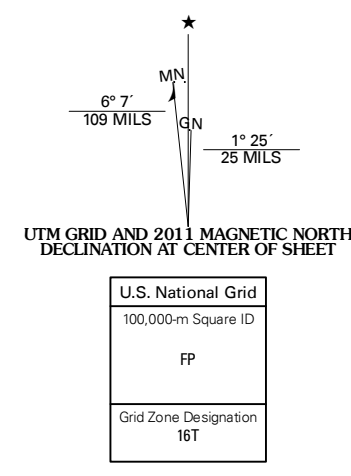 ★
MN
6° 7´
109 MILS
GN
1° 25´
25 MILS
UTM GRID AND 2011 MAGNETIC NORTH
DECLINATION AT CENTER OF SHEET
U.S. National Grid
100,000-m Square ID
FP
Grid Zone Designation
16T